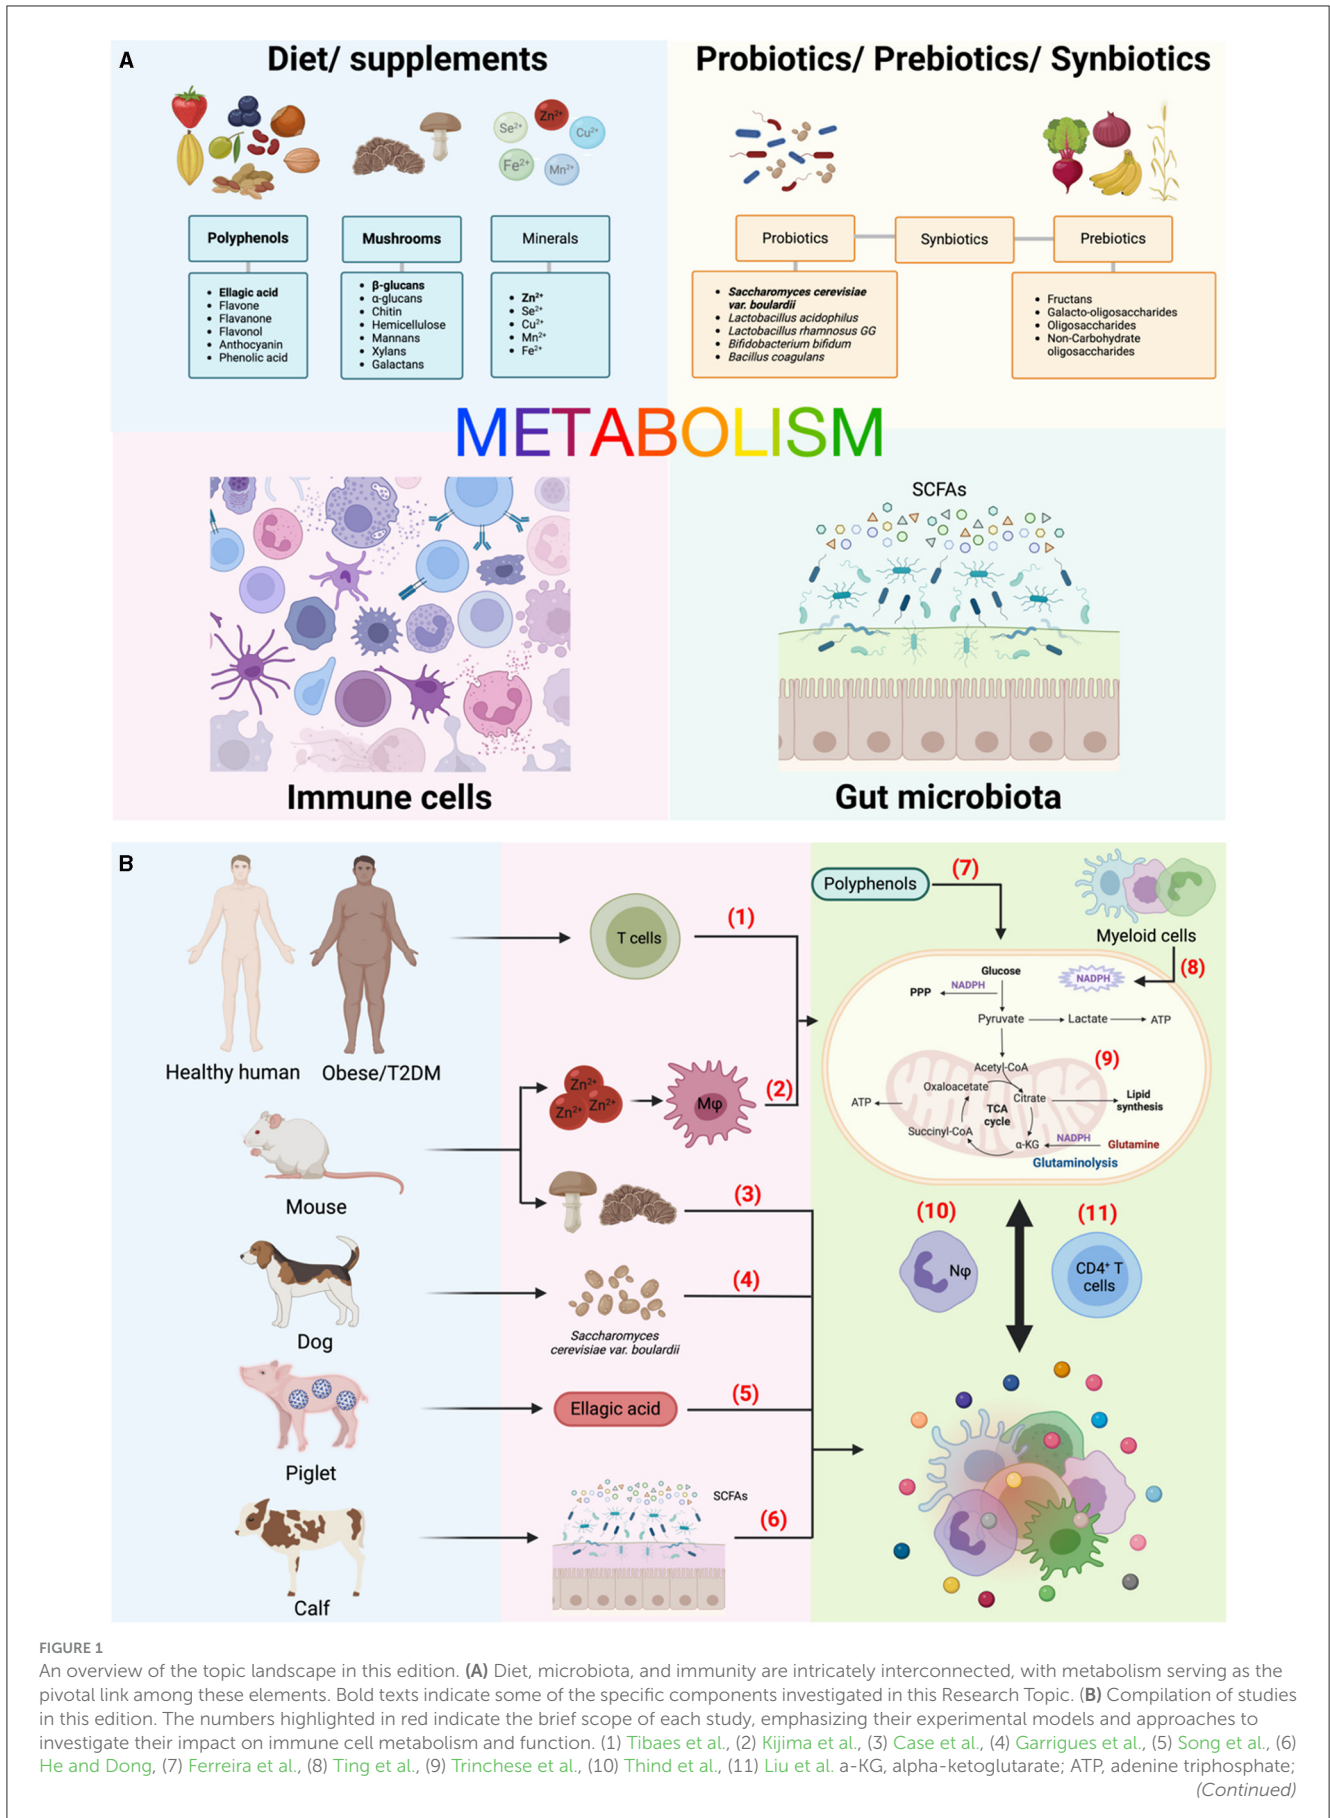 A
Diet/ supplements
Probiotics/ Prebiotics/ Synbiotics
Se2+
Zn2+
Cu2+
Fe2+
Mn2+
Polyphenols
Mushrooms
Minerals
Probiotics
Synbiotics
Prebiotics
• Ellagic acid
• Flavone
• Flavanone
• Flavonol
• Anthocyanin
• Phenolic acid
• β-glucans
• α-glucans
• Chitin
• Hemicellulose
• Mannans
• Xylans
• Galactans
• Zn2+
• Se2+
• Cu2+
• Mn2+
• Fe2+
• Saccharomyces cerevisiae
var. boulardii
• Lactobacillus acidophilus
• Lactobacillus rhamnosus GG
• Bifidobacterium bifidum
• Bacillus coagulans
• Fructans
• Galacto-oligosaccharides
• Oligosaccharides
• Non-Carbohydrate
oligosaccharides
METABOLISM
SCFAs
Immune cells
Gut microbiota
B
Healthy human
Obese/T2DM
Mouse
Dog
Piglet
Calf
T cells
(1)
Zn2+
Zn2+
Zn2+
Mφ
(2)
(3)
(4)
Saccharomyces
cerevisiae var. boulardii
Ellagic acid
(5)
SCFAs
(6)
Polyphenols
(7)
Myeloid cells
(8)
Glucose
NADPH
PPP
NADPH
Pyruvate
Lactate
ATP
(9)
Acetyl-CoA
Oxaloacetate
Citrate
Lipid
synthesis
ATP
TCA
cycle
Succinyl-CoA
α-KG
NADPH
Glutamine
Glutaminolysis
(10)
(11)
Nφ
CD4+ T
cells
FIGURE 1
An overview of the topic landscape in this edition. (A) Diet, microbiota, and immunity are intricately interconnected, with metabolism serving as the
pivotal link among these elements. Bold texts indicate some of the specific components investigated in this Research Topic. (B) Compilation of studies
in this edition. The numbers highlighted in red indicate the brief scope of each study, emphasizing their experimental models and approaches to
investigate their impact on immune cell metabolism and function. (1) Tibaes et al., (2) Kijima et al., (3) Case et al., (4) Garrigues et al., (5) Song et al., (6)
He and Dong, (7) Ferreira et al., (8) Ting et al., (9) Trinchese et al., (10) Thind et al., (11) Liu et al. a-KG, alpha-ketoglutarate; ATP, adenine triphosphate;
(Continued)